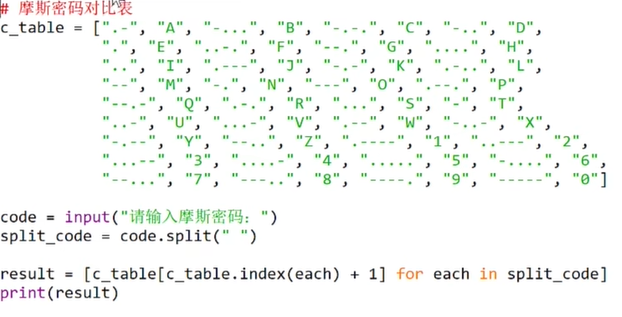 # 摩斯密码对比表
c_table = [".-", "A", "-...", "B", "-.-.", "C", "-..", "D",
".", "E", "..-.", "F", "--.", "G", "....", "H",
"..", "I", ".---", "J", "-.-", "K", ".-..", "L",
"--", "M", "-.", "N", "---", "O", ".--.", "P",
"--.-", "Q", ".-.", "R", "...", "S", "-", "T",
"..-", "U", "...-", "V", ".--", "W", "-..-", "X",
"-.--", "Y", "--..", "Z", ".----", "1", "..---", "2",
"...--", "3", "....-", "4", ".....", "5", "-....", "6",
"--...", "7", "---..", "8", "----.", "9", "-----", "0"]
code = input("请输入摩斯密码：")
split_code = code.split(" ")
result = [c_table[c_table.index(each) + 1] for each in split_code]
print(result)